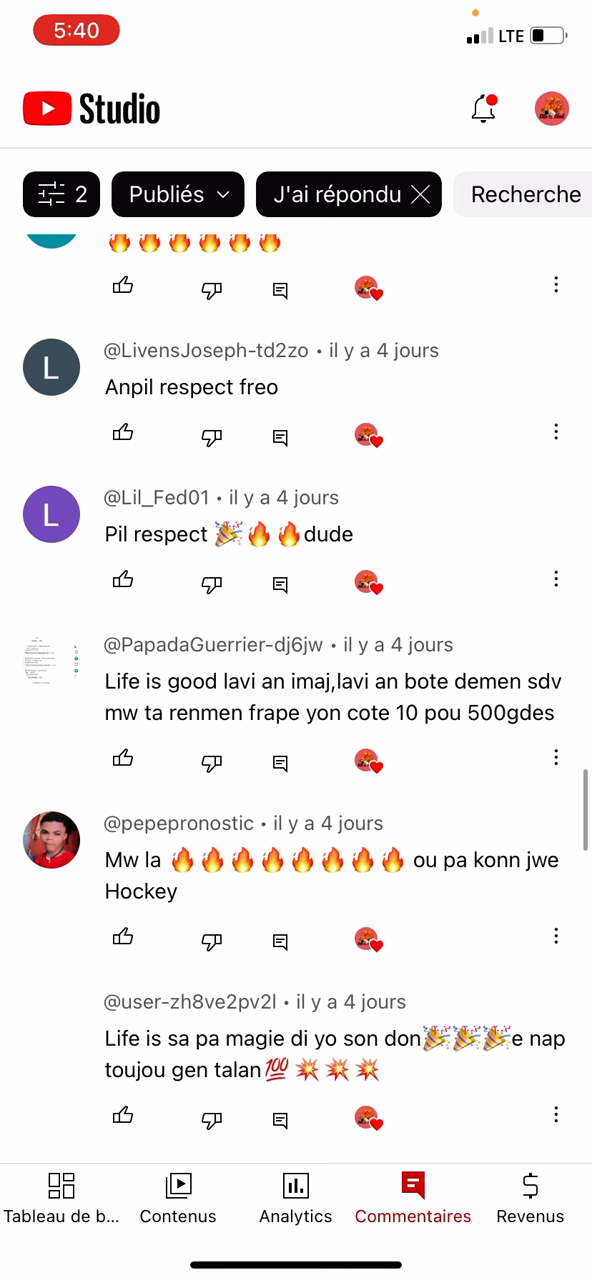 5:40
LTE
Studio
2
Publiés
J'ai répondu
Recherche
🔥🔥🔥🔥🔥🔥
@LivensJoseph-td2zo • il y a 4 jours
L
Anpil respect freo
@Lil_Fed01 • il y a 4 jours
L
Pil respect 🎉🔥🔥dude
@PapadaGuerrier-dj6jw • il y a 4 jours
Life is good lavi an imaj,lavi an bote demen sdv
mw ta renmen frape yon cote 10 pou 500gdes
@pepepronostic • il y a 4 jours
Mw la 🔥🔥🔥🔥🔥🔥🔥🔥 ou pa konn jwe
Hockey
@user-zh8ve2pv2l • il y a 4 jours
Life is sa pa magie di yo son don🎉🎉🎉e nap
toujou gen talan💯💥💥💥
Tableau de b... Contenus Analytics Commentaires Revenus